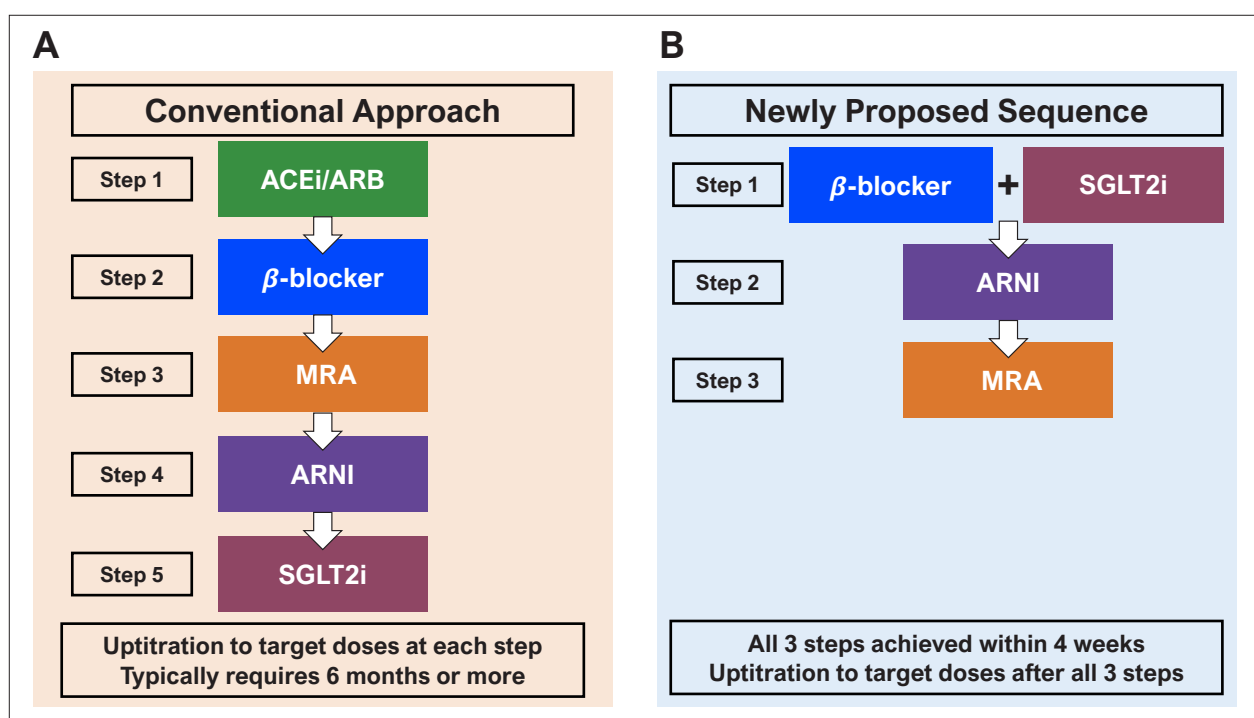 A
Conventional Approach
Step 1
ACEi/ARB
Step 2
β-blocker
Step 3
MRA
Step 4
ARNI
Step 5
SGLT2i
Uptitration to target doses at each step
Typically requires 6 months or more
B
Newly Proposed Sequence
Step 1
β-blocker + SGLT2i
Step 2
ARNI
Step 3
MRA
All 3 steps achieved within 4 weeks
Uptitration to target doses after all 3 steps